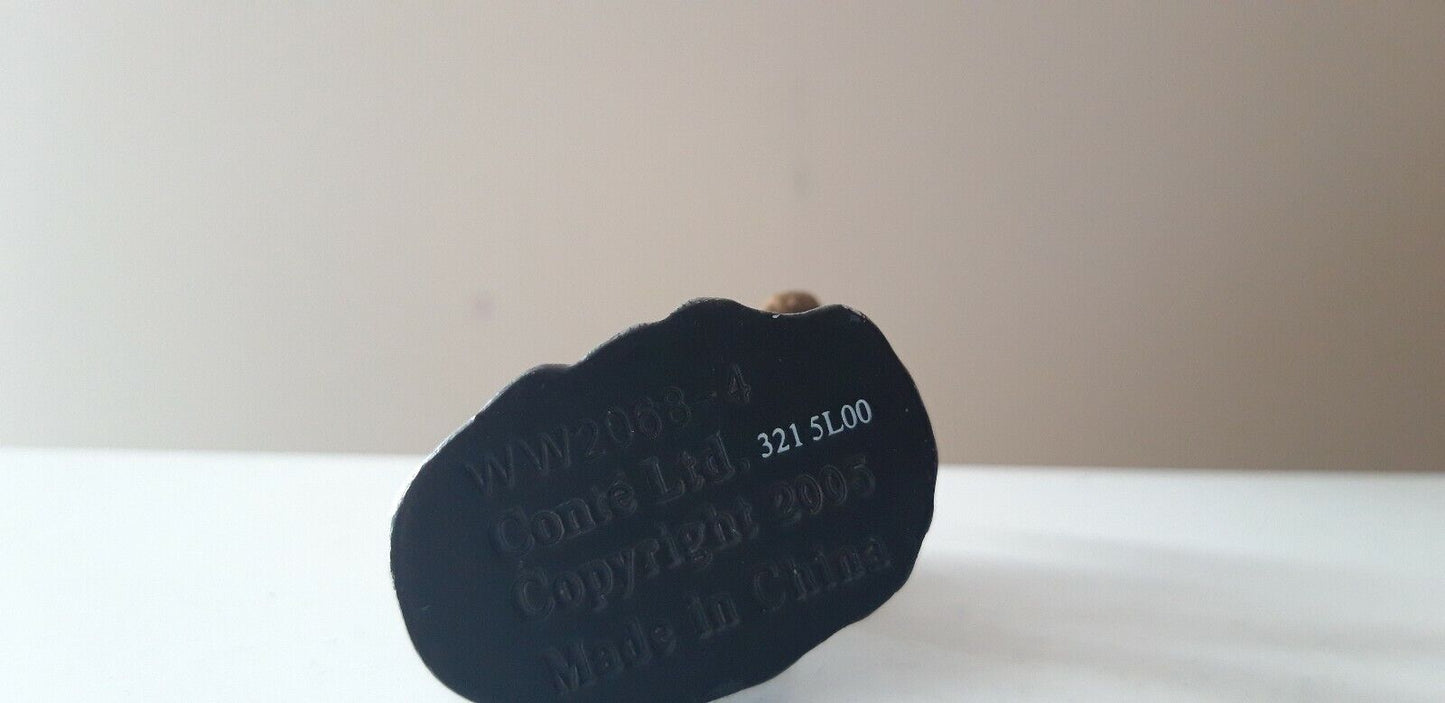 WW2068-4
Conté Ltd. 321 5L00
Copyright 2005
Made in China